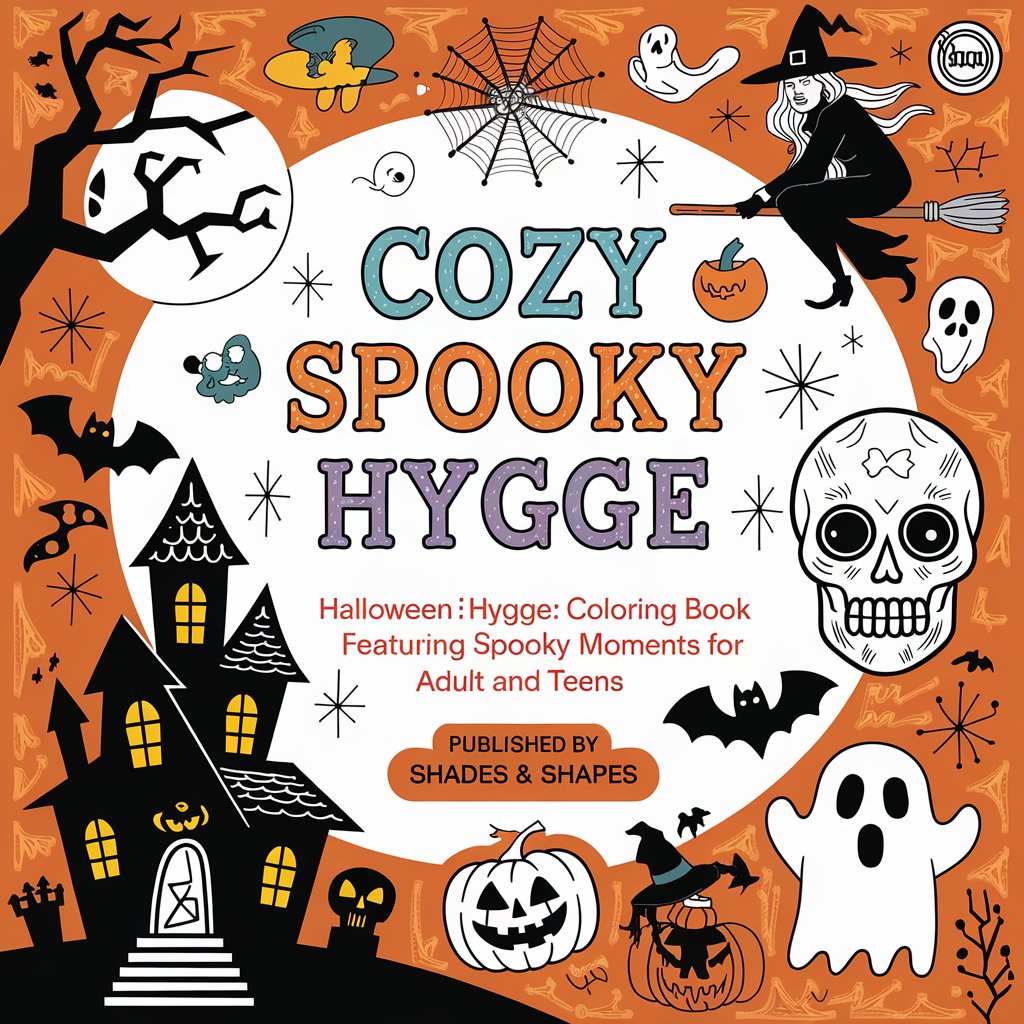 COZY
SPOOKY
HYGGE
Halloween⋮Hygge: Coloring Book
Featuring Spooky Moments for
Adult and Teens
PUBLISHED BY
SHADES & SHAPES